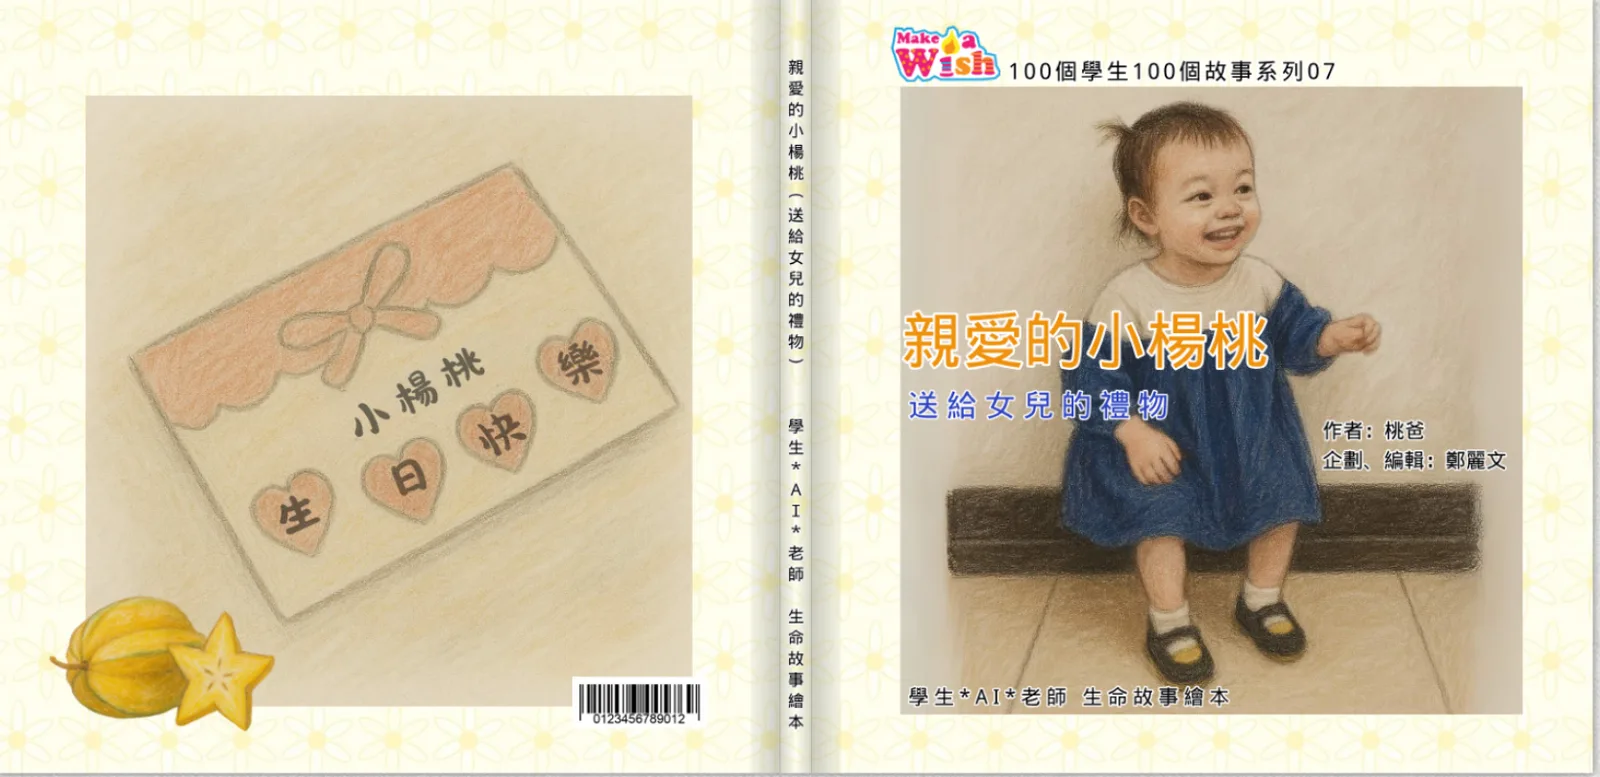 小楊桃
生日快樂
0123456789012
親愛的小楊桃（送給女兒的禮物） 學生*AI*老師 生命故事繪本
Make a Wish
100個學生100個故事系列07
親愛的小楊桃
送給女兒的禮物
作者：桃爸
企劃、編輯：鄭麗文
學生*AI*老師 生命故事繪本